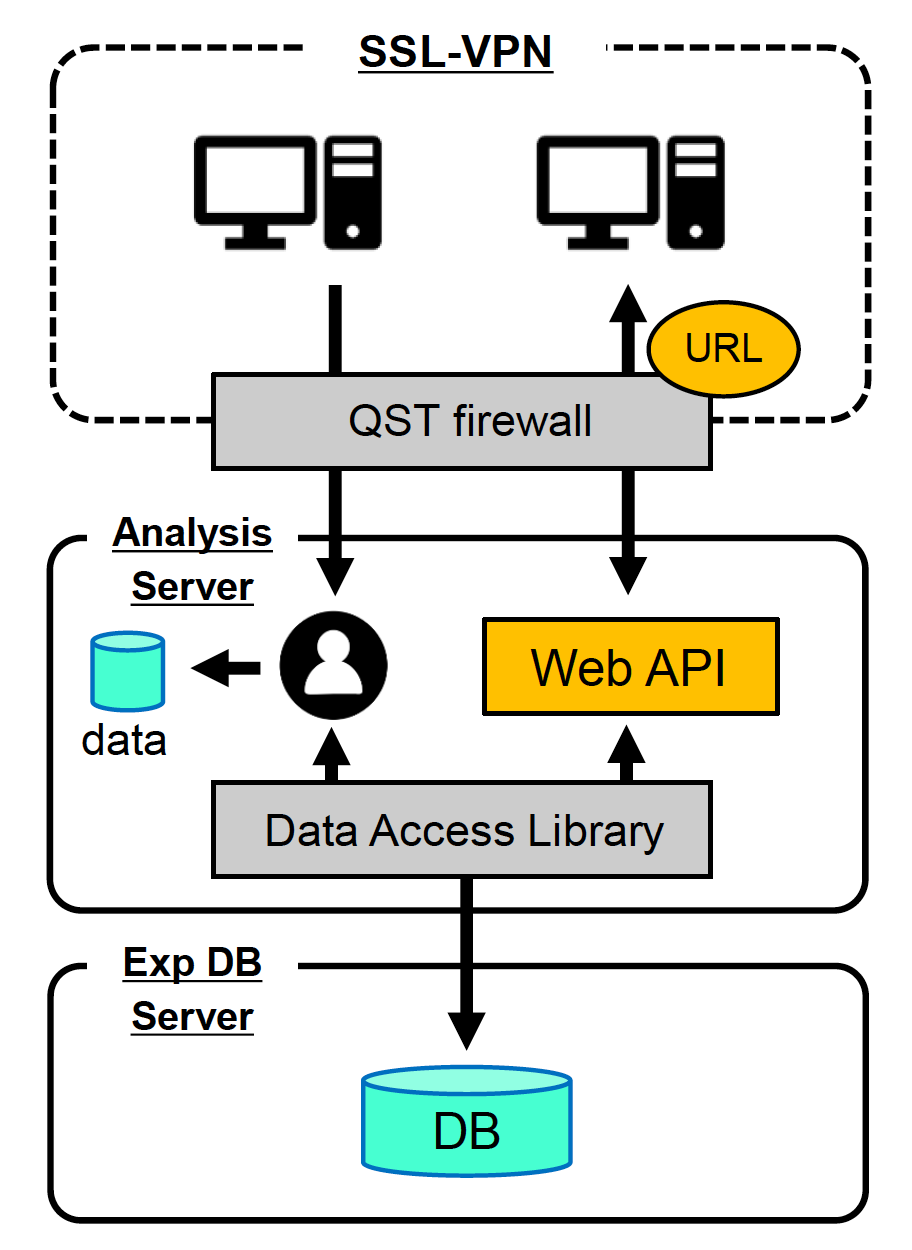 SSL-VPN
URL
QST firewall
Analysis
Server
Web API
data
Data Access Library
Exp DB
Server
DB